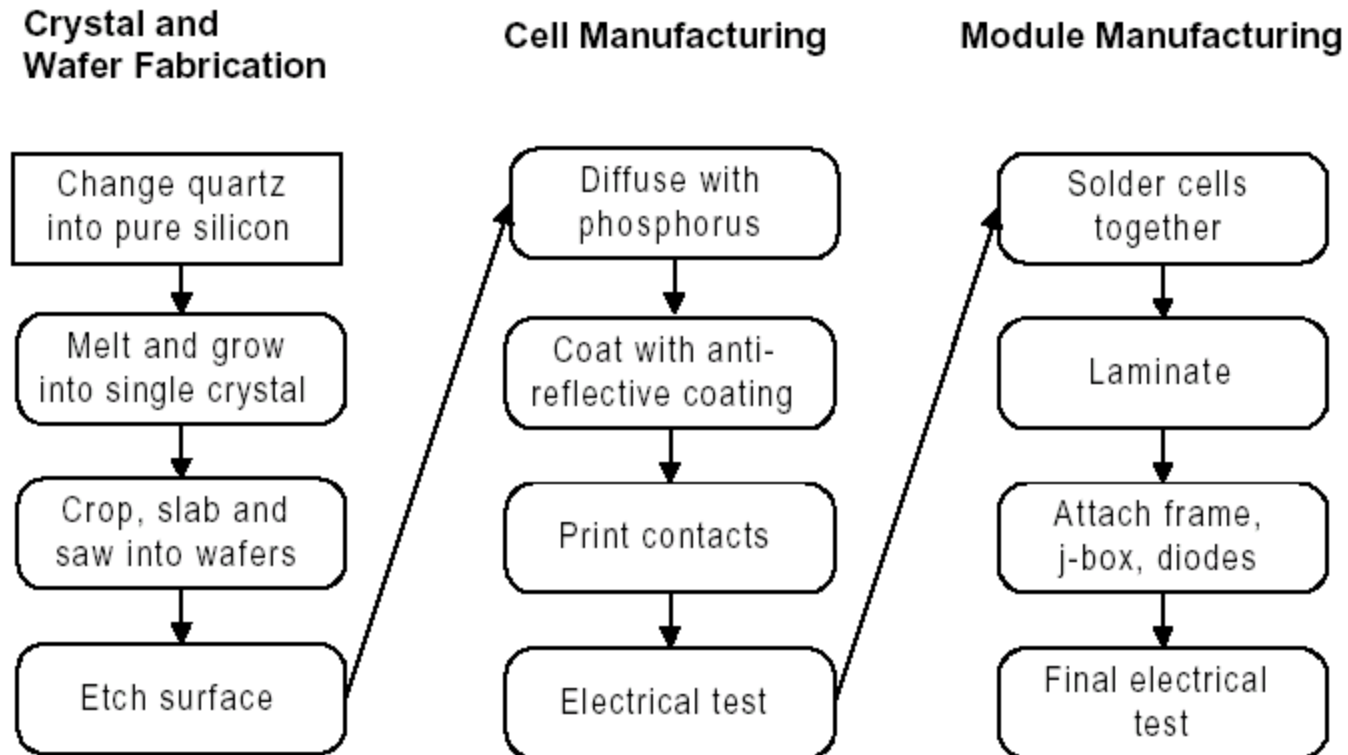 Crystal and
Wafer Fabrication
Change quartz
into pure silicon
Melt and grow
into single crystal
Crop, slab and
saw into wafers
Etch surface
Cell Manufacturing
Diffuse with
phosphorus
Coat with anti-
reflective coating
Print contacts
Electrical test
Module Manufacturing
Solder cells
together
Laminate
Attach frame,
j-box, diodes
Final electrical
test